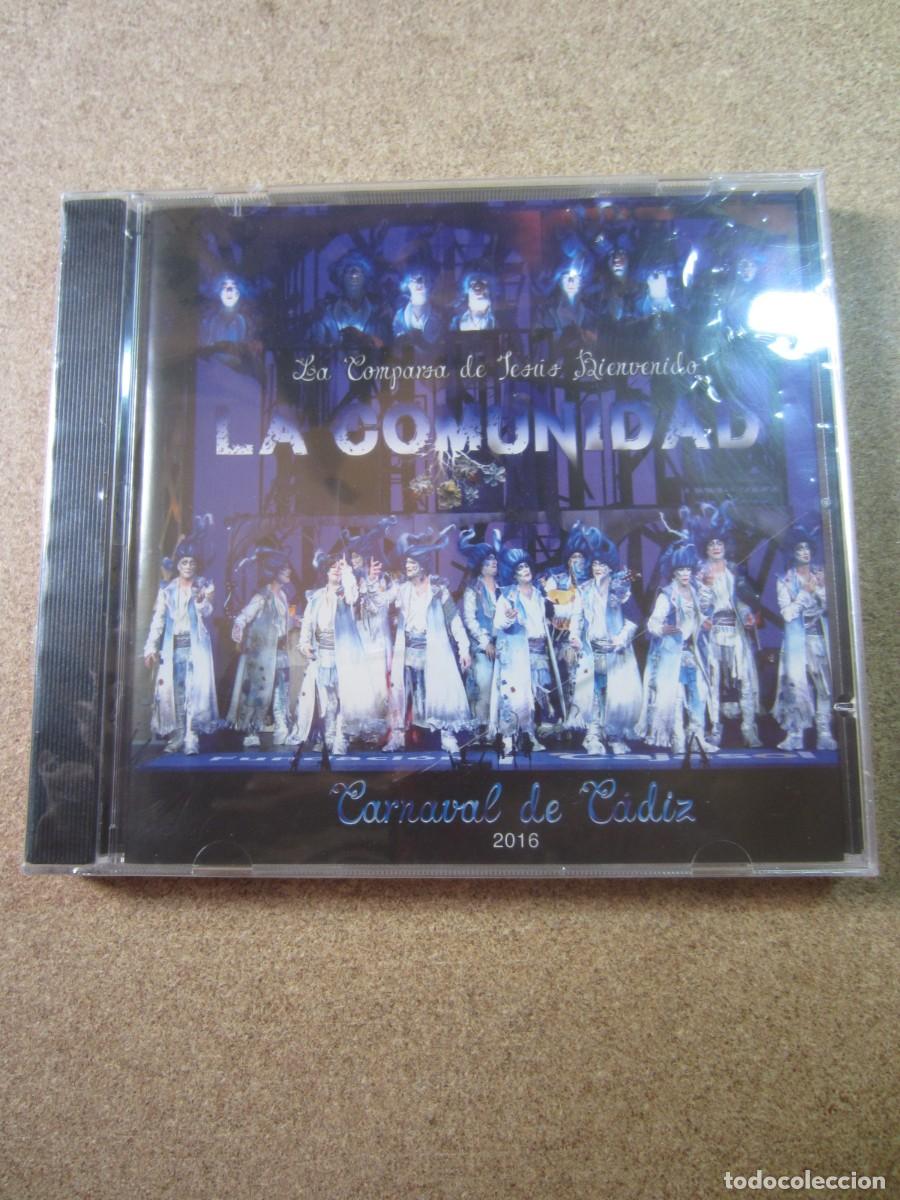 La Comparsa de Jesús Bienvenido
LA COMUNIDAD
Carnaval de Cádiz
2016
todocoleccion